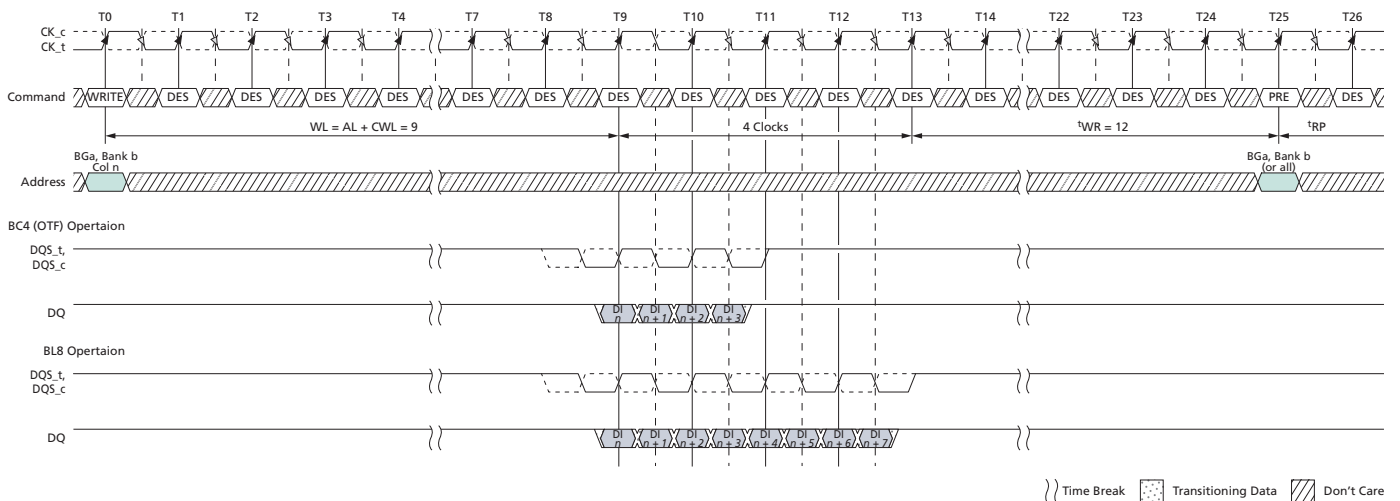 T0 T1 T2 T3 T4 T7 T8 T9 T10 T11 T12 T13 T14 T22 T23 T24 T25 T26
CK_c
CK_t
Command WRITE DES DES DES DES DES DES DES DES DES DES DES DES DES DES DES PRE DES
WL = AL + CWL = 9 4 Clocks tWR = 12 tRP
BGa, Bank b
Col n
BGa, Bank b
(or all)
Address
BC4 (OTF) Opertaion
DQS_t,
DQS_c
DQ DI n DI n + 1 DI n + 2 DI n + 3
BL8 Opertaion
DQS_t,
DQS_c
DQ DI n DI n + 1 DI n + 2 DI n + 3 DI n + 4 DI n + 5 DI n + 6 DI n + 7
Time Break Transitioning Data Don't Care